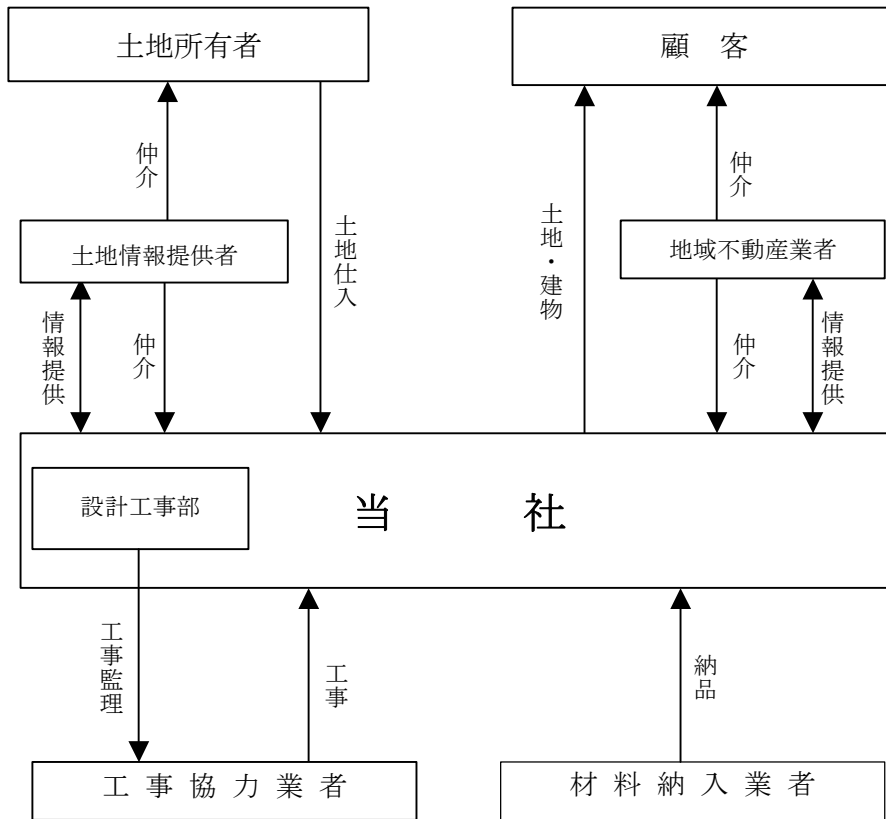 土地所有者
顧　客
仲介
仲介
土地仕入
土地・建物
土地情報提供者
地域不動産業者
情報提供
仲介
仲介
情報提供
設計工事部
当　社
工事監理
工事
納品
工事協力業者
材料納入業者